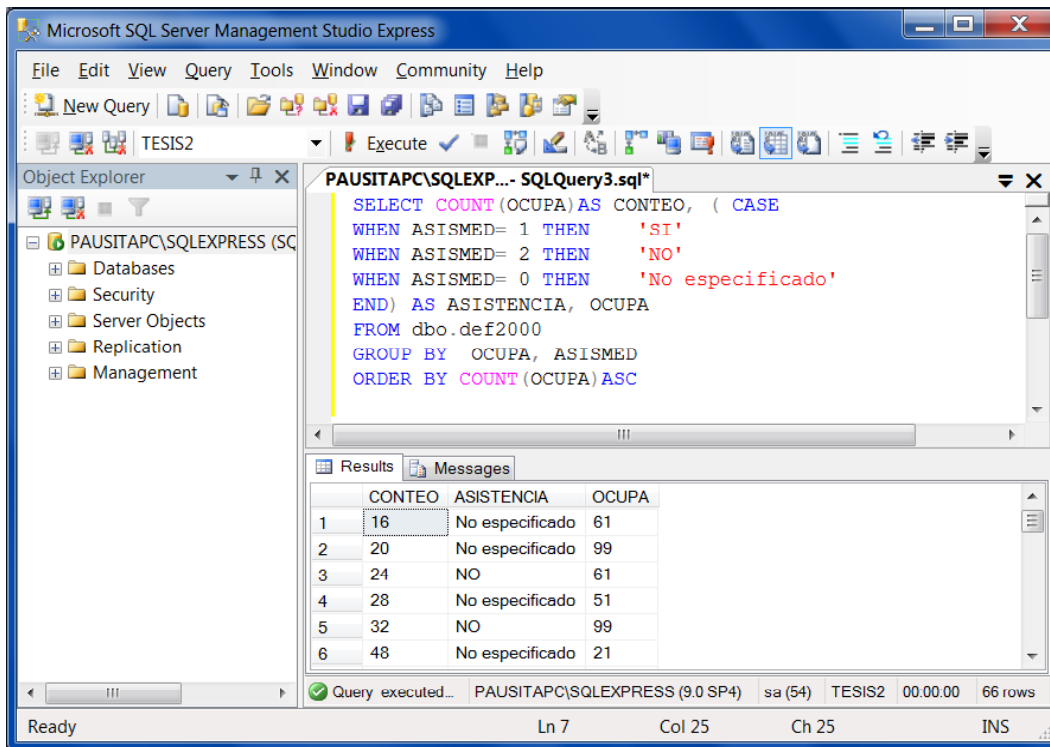 Microsoft SQL Server Management Studio Express
File Edit View Query Tools Window Community Help
New Query
TESIS2 Execute
Object Explorer
PAUSITAPC\SQLEXPRESS (SQ
Databases
Security
Server Objects
Replication
Management
PAUSITAPC\SQLEXP...- SQLQuery3.sql*
SELECT COUNT(OCUPA)AS CONTEO, ( CASE
WHEN ASISMED= 1 THEN 'SI'
WHEN ASISMED= 2 THEN 'NO'
WHEN ASISMED= 0 THEN 'No especificado'
END) AS ASISTENCIA, OCUPA
FROM dbo.def2000
GROUP BY OCUPA, ASISMED
ORDER BY COUNT(OCUPA)ASC
Results Messages
CONTEO ASISTENCIA OCUPA
1 16 No especificado 61
2 20 No especificado 99
3 24 NO 61
4 28 No especificado 51
5 32 NO 99
6 48 No especificado 21
Query executed... PAUSITAPC\SQLEXPRESS (9.0 SP4) sa (54) TESIS2 00:00:00 66 rows
Ready Ln 7 Col 25 Ch 25 INS